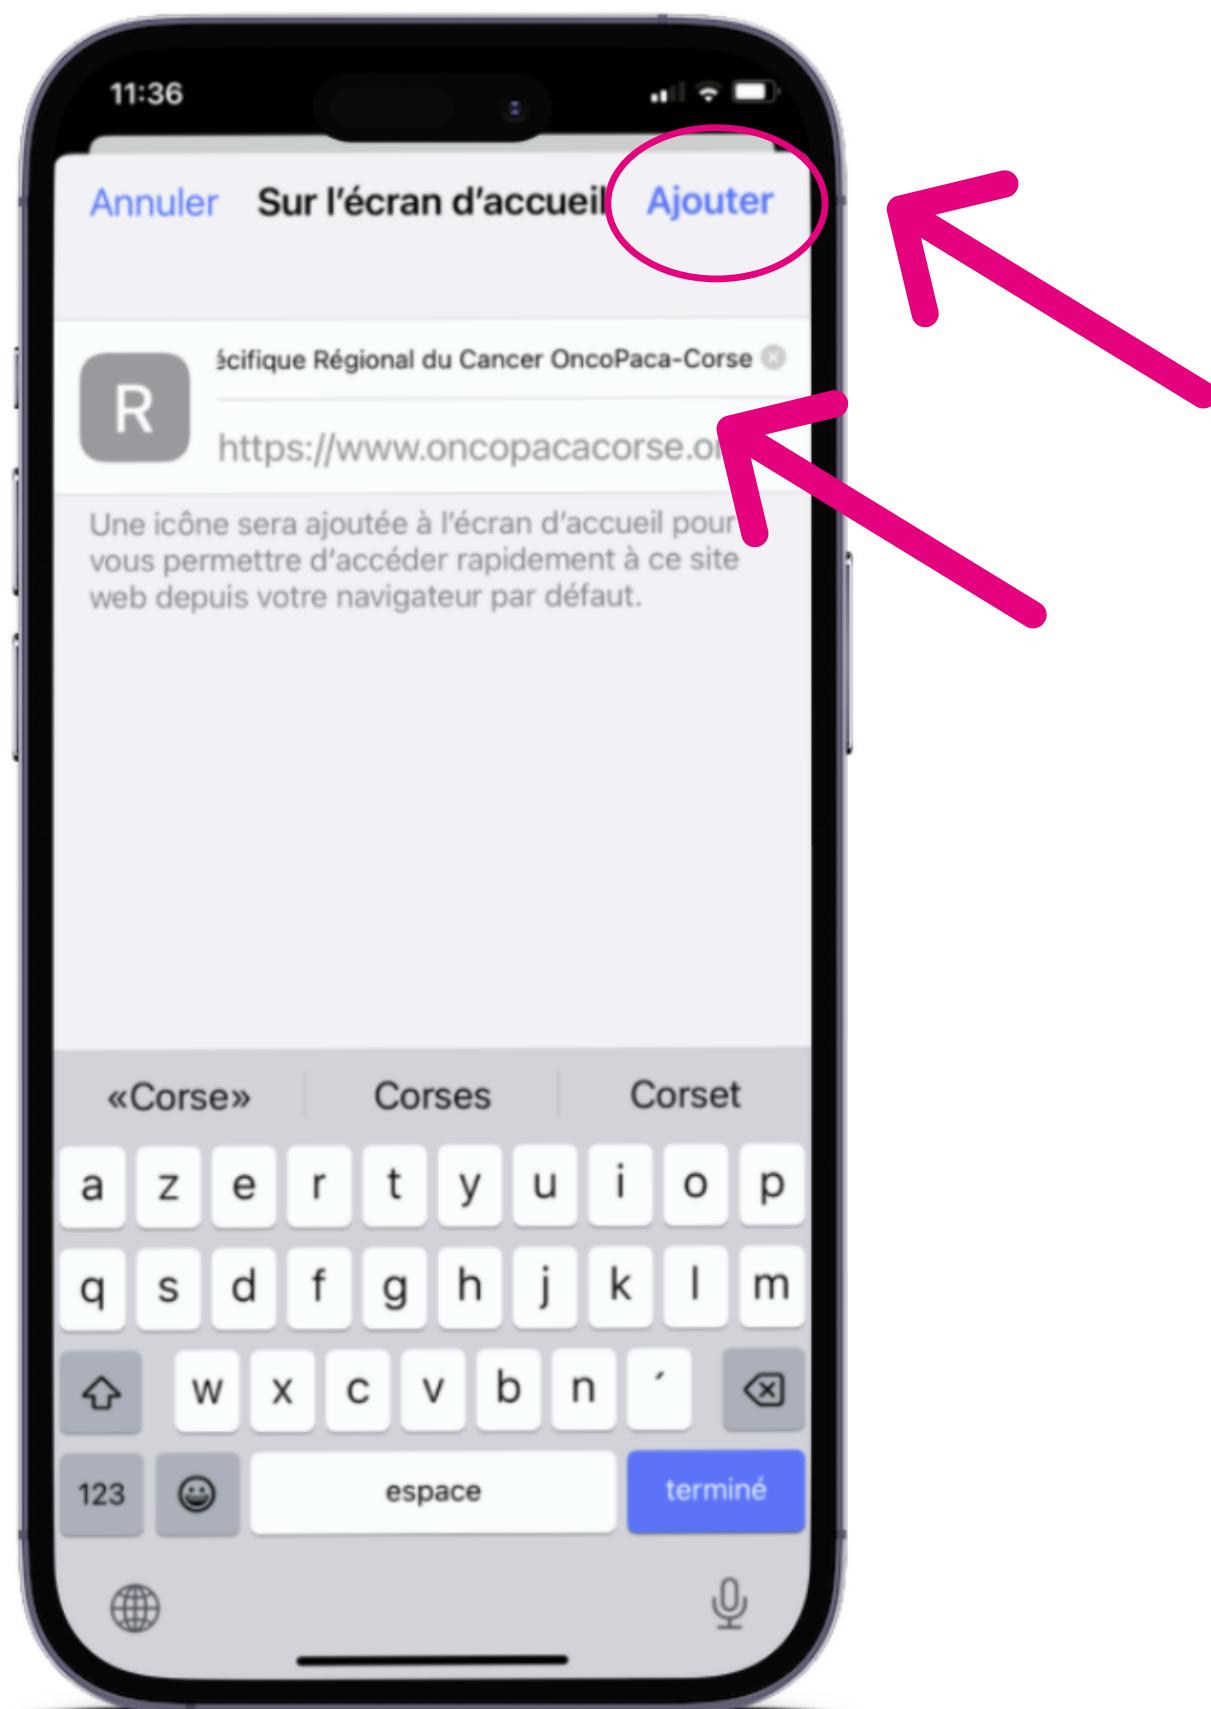 11:36
Annuler Sur l'écran d'accueil Ajouter
écifique Régional du Cancer OncoPaca-Corse
R
https://www.oncopacacorse.o
Une icône sera ajoutée à l'écran d'accueil pour
vous permettre d'accéder rapidement à ce site
web depuis votre navigateur par défaut.
«Corse» Corses Corset
a z e r t y u i o p
q s d f g h j k l m
w x c v b n ´
123 espace terminé